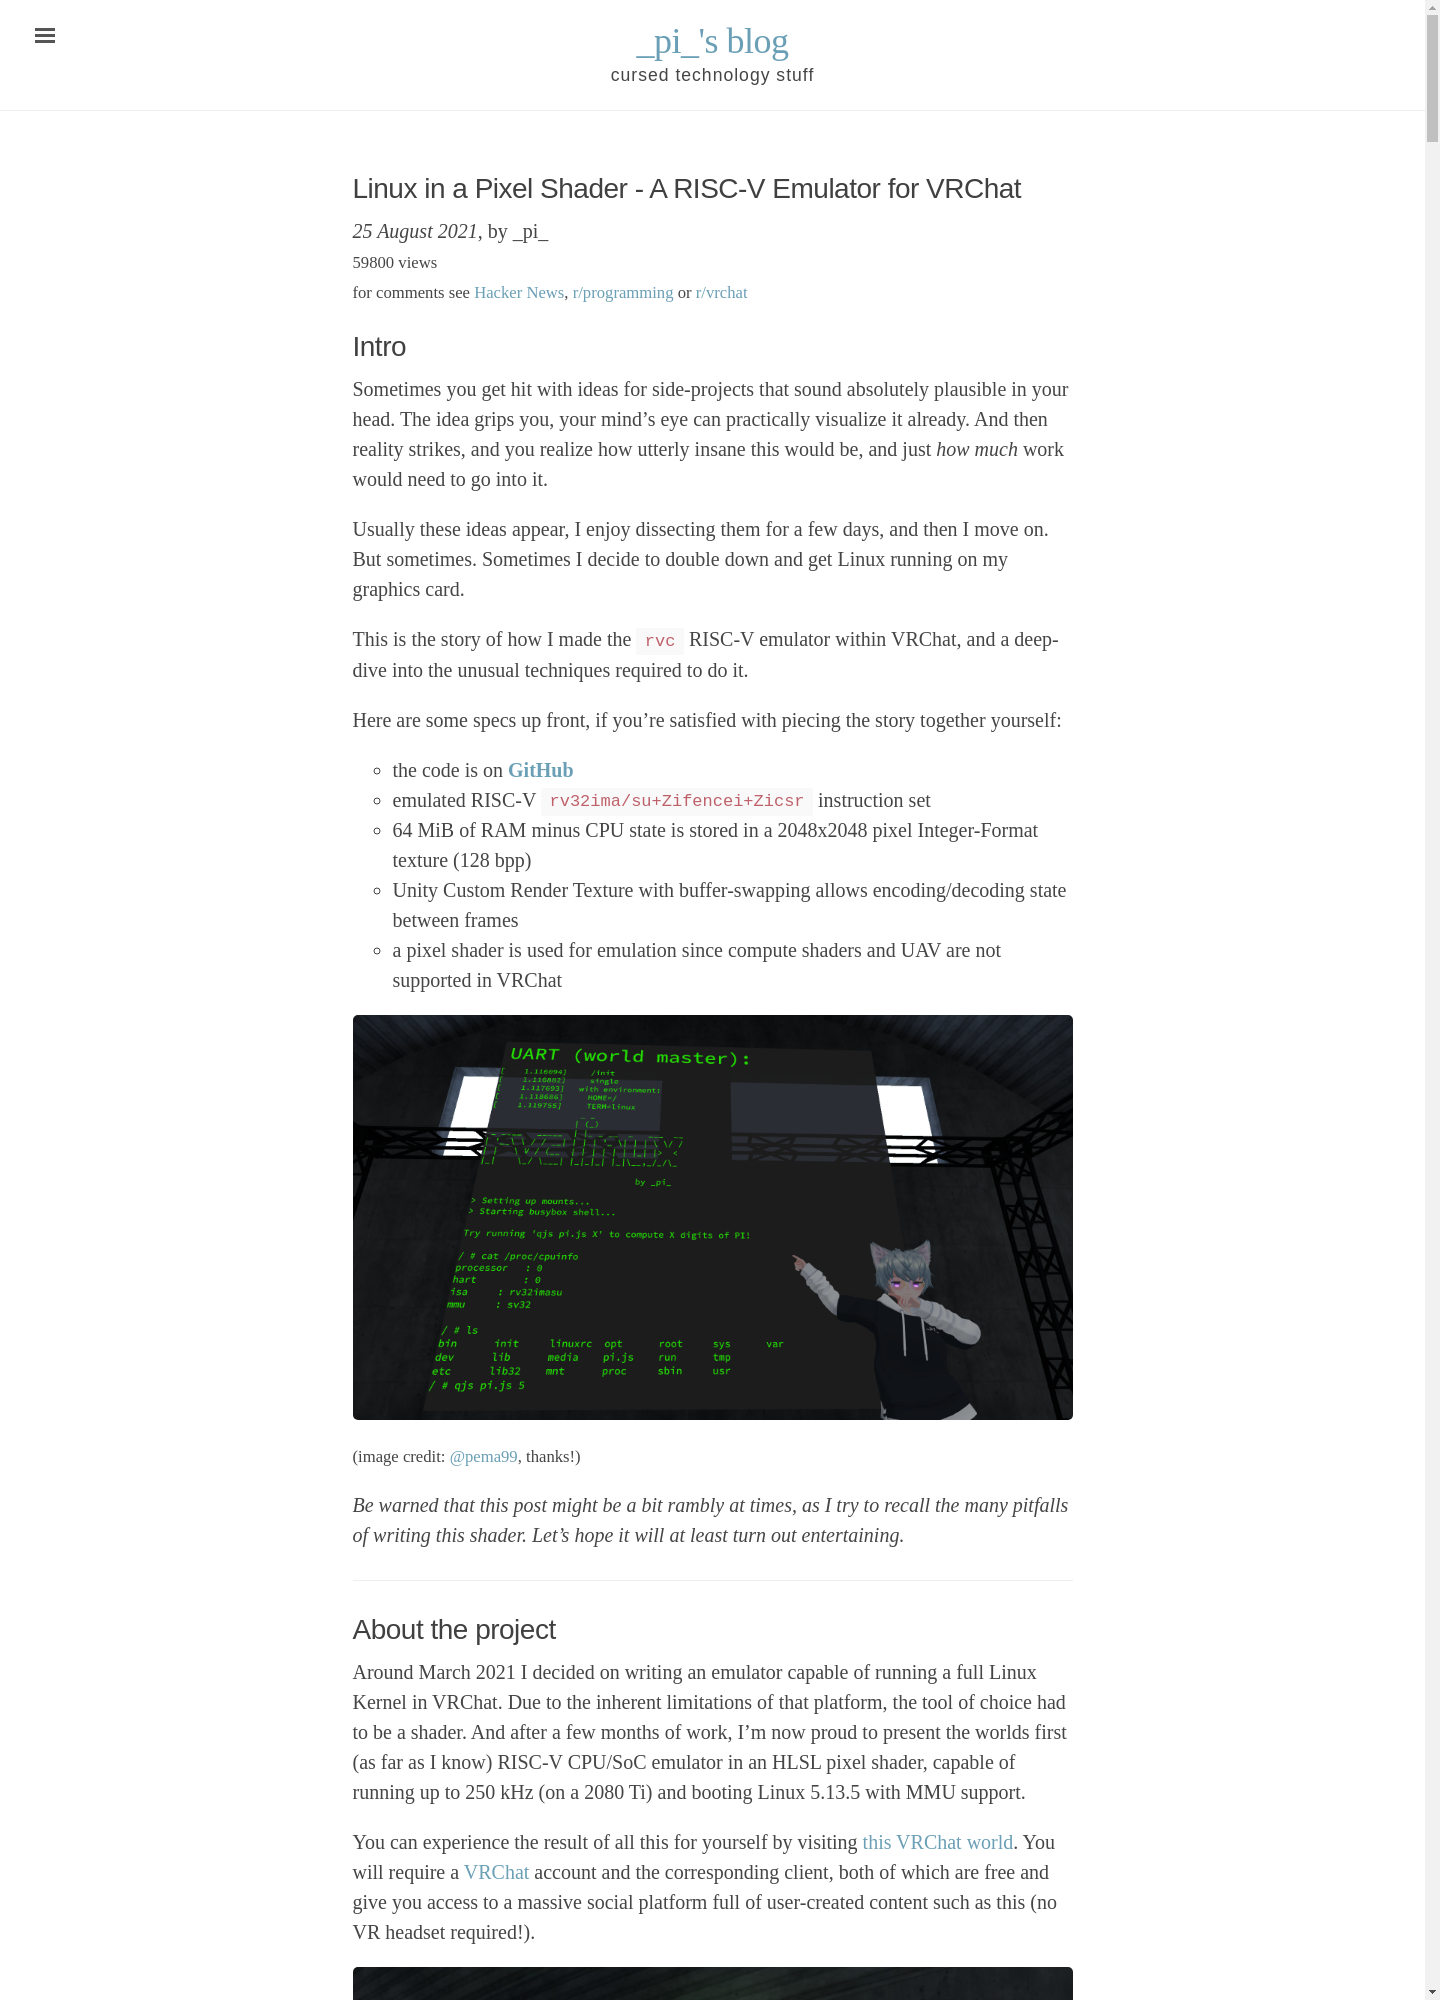 _pi_'s blog
cursed technology stuff
Linux in a Pixel Shader - A RISC-V Emulator for VRChat
25 August 2021, by _pi_
59800 views
for comments see Hacker News, r/programming or r/vrchat
Intro
Sometimes you get hit with ideas for side-projects that sound absolutely plausible in your
head. The idea grips you, your mind’s eye can practically visualize it already. And then
reality strikes, and you realize how utterly insane this would be, and just how much work
would need to go into it.
Usually these ideas appear, I enjoy dissecting them for a few days, and then I move on.
But sometimes. Sometimes I decide to double down and get Linux running on my
graphics card.
This is the story of how I made the rvc RISC-V emulator within VRChat, and a deep-
dive into the unusual techniques required to do it.
Here are some specs up front, if you’re satisfied with piecing the story together yourself:
the code is on GitHub
emulated RISC-V rv32ima/su+Zifencei+Zicsr instruction set
64 MiB of RAM minus CPU state is stored in a 2048x2048 pixel Integer-Format
texture (128 bpp)
Unity Custom Render Texture with buffer-swapping allows encoding/decoding state
between frames
a pixel shader is used for emulation since compute shaders and UAV are not
supported in VRChat
UART (world master):
[ 1.116094] /init
[ 1.116882] single
[ 1.117693] with environment:
[ 1.118686] HOME=/
[ 1.119755] TERM=linux
by _pi_
> Setting up mounts...
> Starting busybox shell...
Try running 'qjs pi.js X' to compute X digits of PI!
/ # cat /proc/cpuinfo
processor : 0
hart : 0
isa : rv32imasu
mmu : sv32
/ # ls
bin init linuxrc opt root sys var
dev lib media pi.js run tmp
etc lib32 mnt proc sbin usr
/ # qjs pi.js 5
(image credit: @pema99, thanks!)
Be warned that this post might be a bit rambly at times, as I try to recall the many pitfalls
of writing this shader. Let’s hope it will at least turn out entertaining.
About the project
Around March 2021 I decided on writing an emulator capable of running a full Linux
Kernel in VRChat. Due to the inherent limitations of that platform, the tool of choice had
to be a shader. And after a few months of work, I’m now proud to present the worlds first
(as far as I know) RISC-V CPU/SoC emulator in an HLSL pixel shader, capable of
running up to 250 kHz (on a 2080 Ti) and booting Linux 5.13.5 with MMU support.
You can experience the result of all this for yourself by visiting this VRChat world. You
will require a VRChat account and the corresponding client, both of which are free and
give you access to a massive social platform full of user-created content such as this (no
VR headset required!).